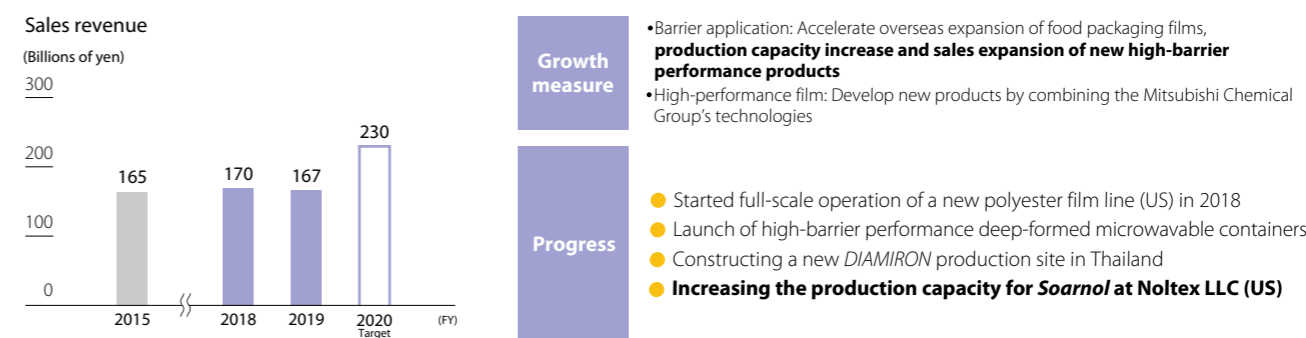 Sales revenue
(Billions of yen)
300
200
100
0
165
170
167
230
2015
2018
2019
2020
Target
(FY)
Growth
measure
•Barrier application: Accelerate overseas expansion of food packaging films,
production capacity increase and sales expansion of new high-barrier
performance products
•High-performance film: Develop new products by combining the Mitsubishi Chemical
Group’s technologies
Progress
Started full-scale operation of a new polyester film line (US) in 2018
Launch of high-barrier performance deep-formed microwavable containers
Constructing a new DIAMIRON production site in Thailand
Increasing the production capacity for Soarnol at Noltex LLC (US)